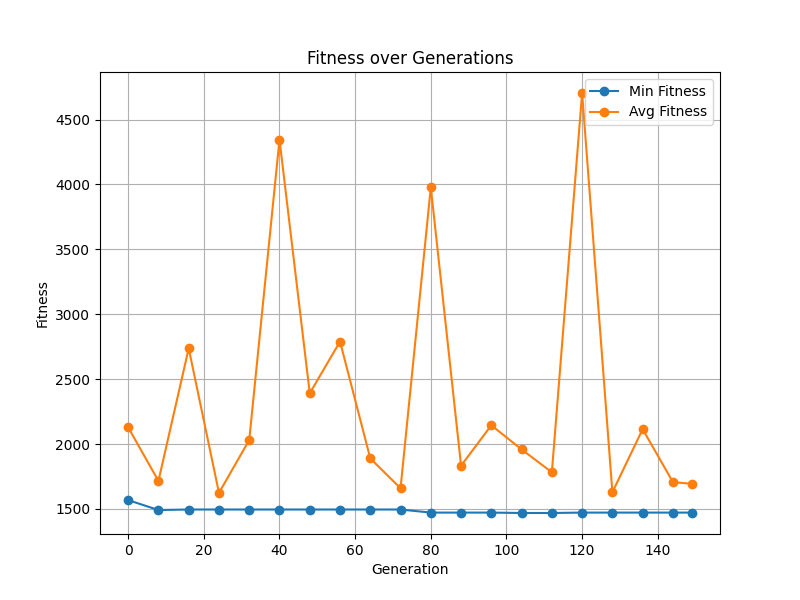 Fitness over Generations
Min Fitness
Avg Fitness
4500
4000
3500
3000
2500
2000
1500
Fitness
0 20 40 60 80 100 120 140
Generation